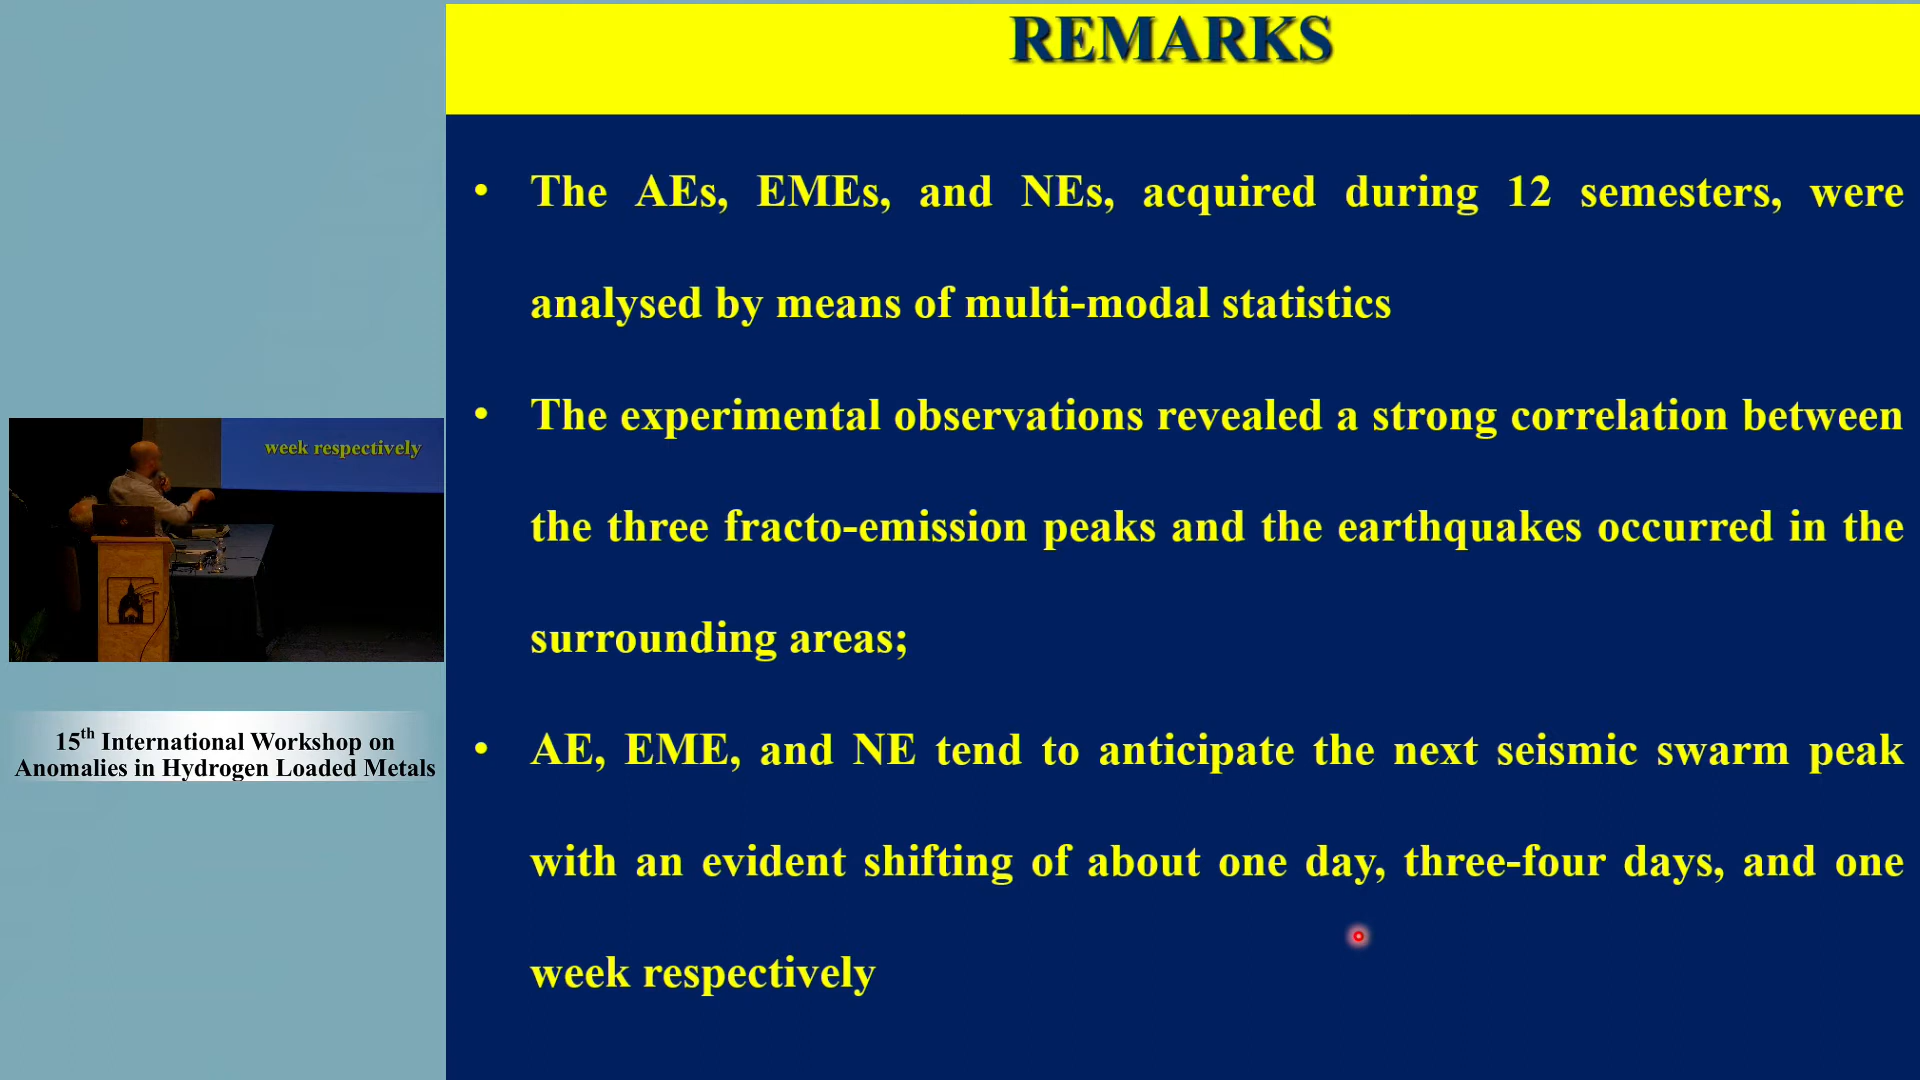 REMARKS
• The AEs, EMEs, and NEs, acquired during 12 semesters, were
analysed by means of multi-modal statistics
• The experimental observations revealed a strong correlation between
the three fracto-emission peaks and the earthquakes occurred in the
surrounding areas;
• AE, EME, and NE tend to anticipate the next seismic swarm peak
with an evident shifting of about one day, three-four days, and one
week respectively
week respectively
15th International Workshop on
Anomalies in Hydrogen Loaded Metals